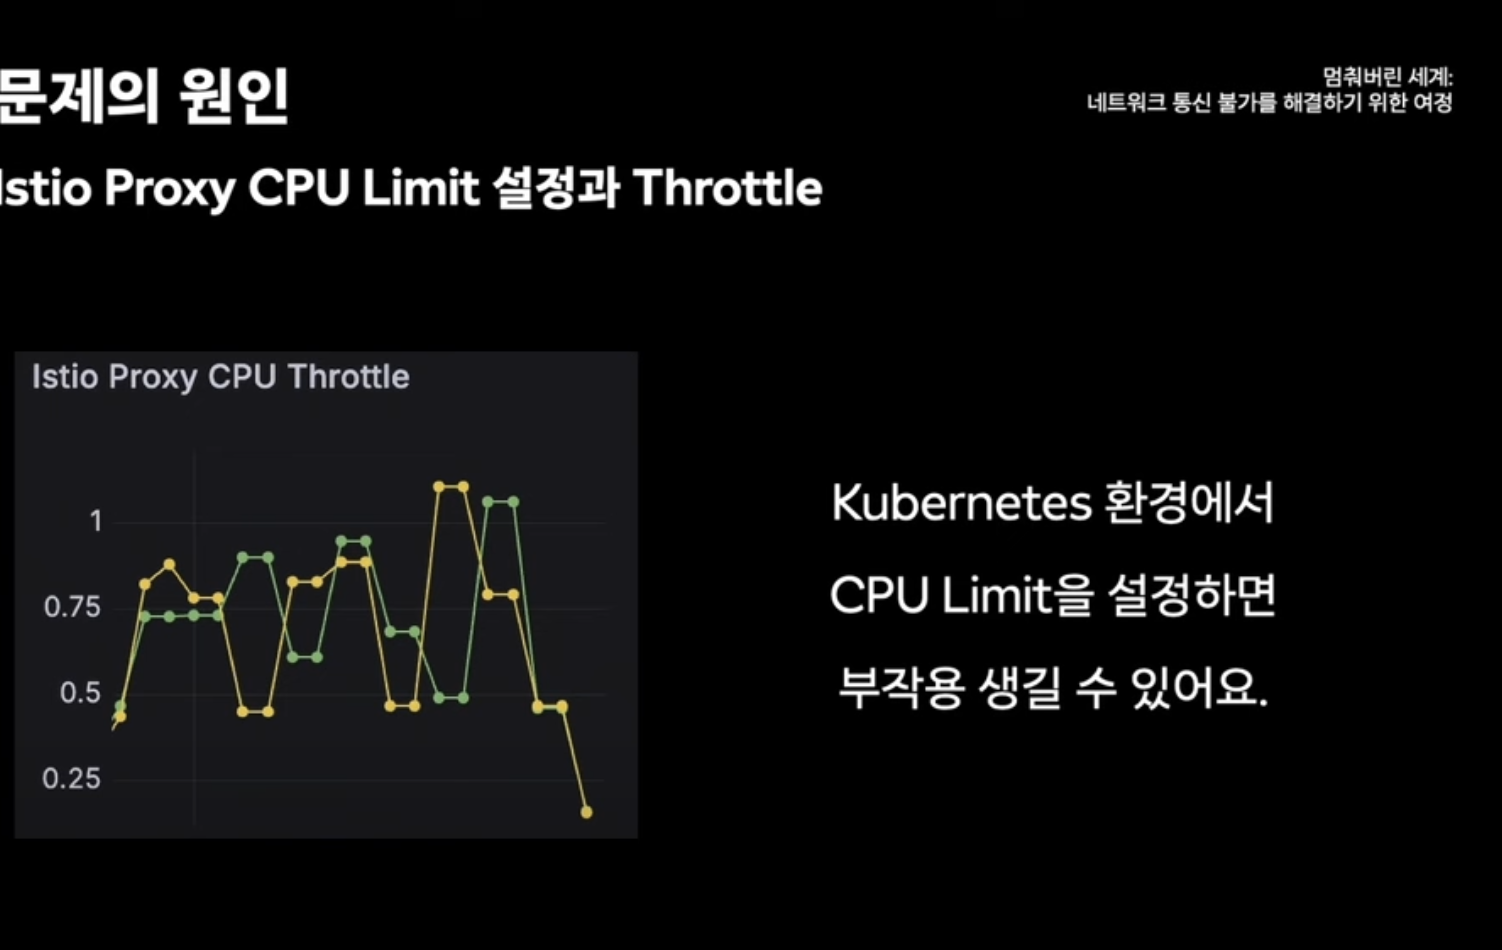 문제의 원인
멈춰버린 세계:
네트워크 통신 불가를 해결하기 위한 여정
Istio Proxy CPU Limit 설정과 Throttle
Istio Proxy CPU Throttle
1
0.75
0.5
0.25
Kubernetes 환경에서
CPU Limit을 설정하면
부작용 생길 수 있어요.